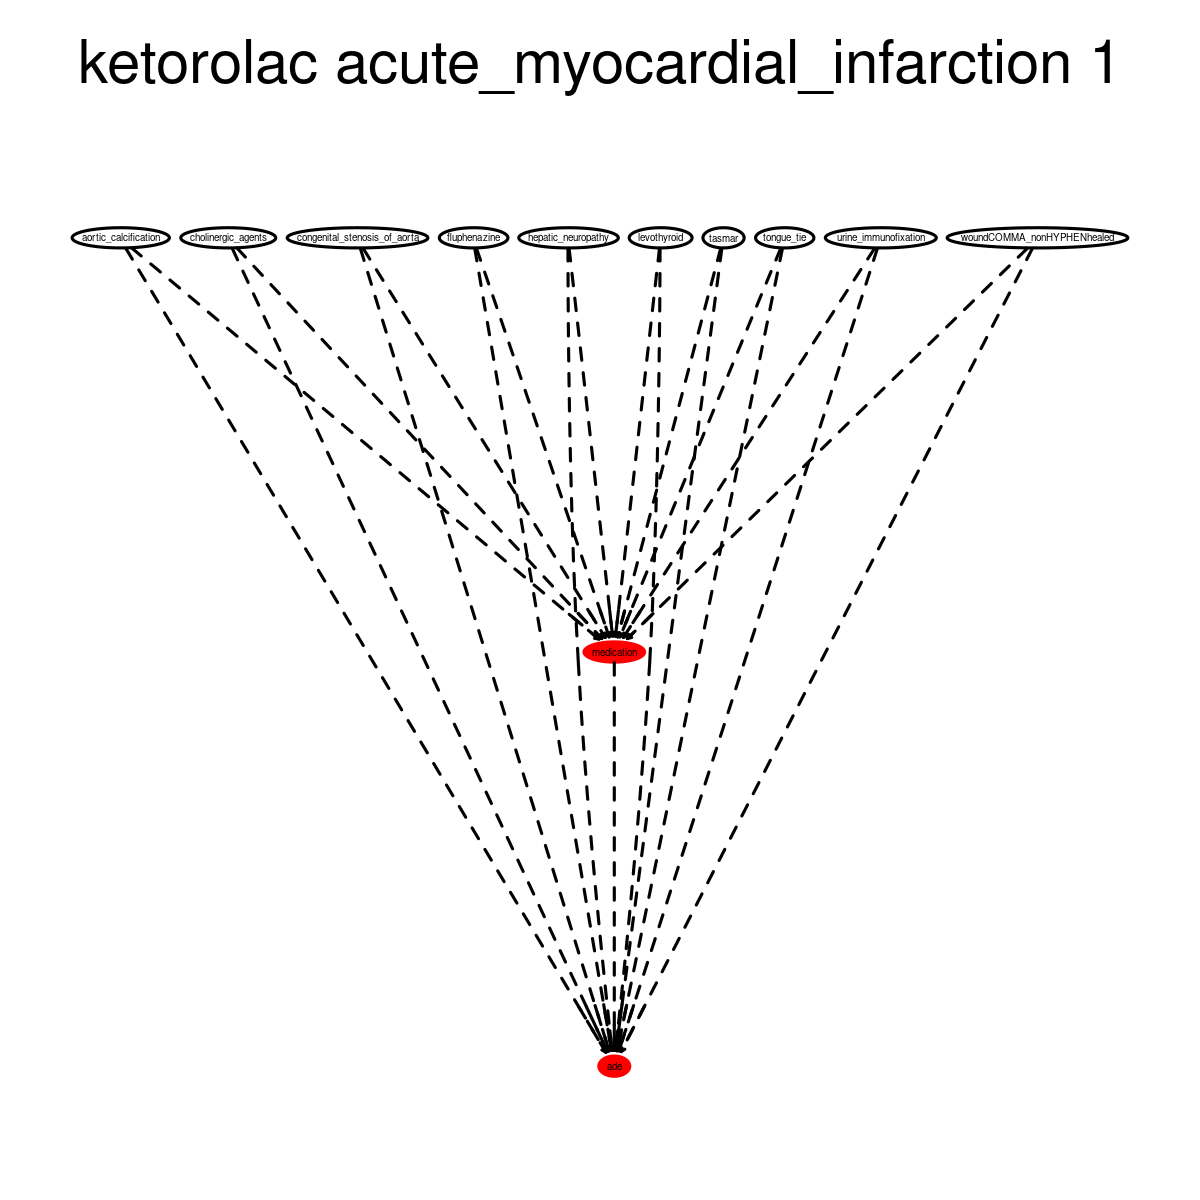 ketorolac acute_myocardial_infarction 1
aortic_calcification cholinergic_agents congenital_stenosis_of_aorta fluphenazine hepatic_neuropathy levothyroid tasmar tongue_tie urine_immunofixation woundCOMMA_nonHYPHENhealed
medication
ade